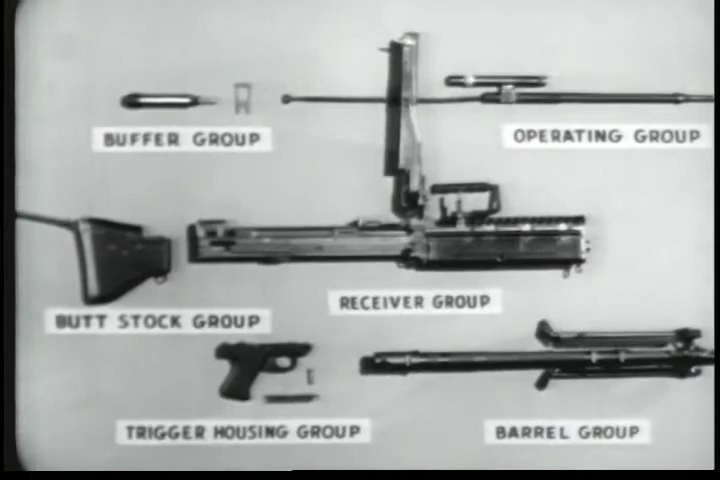 BUFFER GROUP
OPERATING GROUP
RECEIVER GROUP
BUTT STOCK GROUP
TRIGGER HOUSING GROUP
BARREL GROUP